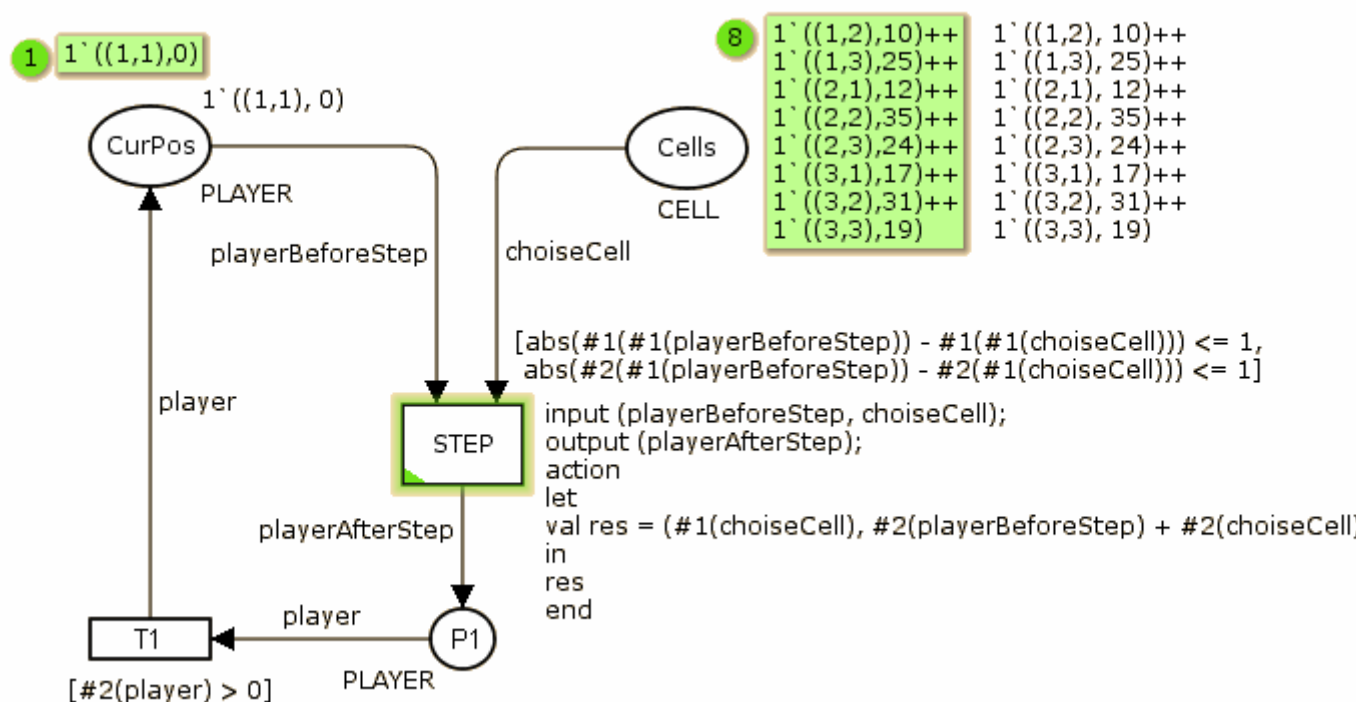 1
1`((1,1),0)
1`((1,1), 0)
CurPos
PLAYER
playerBeforeStep
Cells
CELL
choiseCell
8
1`((1,2),10)++
1`((1,3),25)++
1`((2,1),12)++
1`((2,2),35)++
1`((2,3),24)++
1`((3,1),17)++
1`((3,2),31)++
1`((3,3),19)
1`((1,2), 10)++
1`((1,3), 25)++
1`((2,1), 12)++
1`((2,2), 35)++
1`((2,3), 24)++
1`((3,1), 17)++
1`((3,2), 31)++
1`((3,3), 19)
[abs(#1(#1(playerBeforeStep)) - #1(#1(choiseCell))) <= 1,
abs(#2(#1(playerBeforeStep)) - #2(#1(choiseCell))) <= 1]
player
STEP
input (playerBeforeStep, choiseCell);
output (playerAfterStep);
action
let
val res = (#1(choiseCell), #2(playerBeforeStep) + #2(choiseCell)
in
res
end
playerAfterStep
player
T1
P1
PLAYER
[#2(player) > 0]